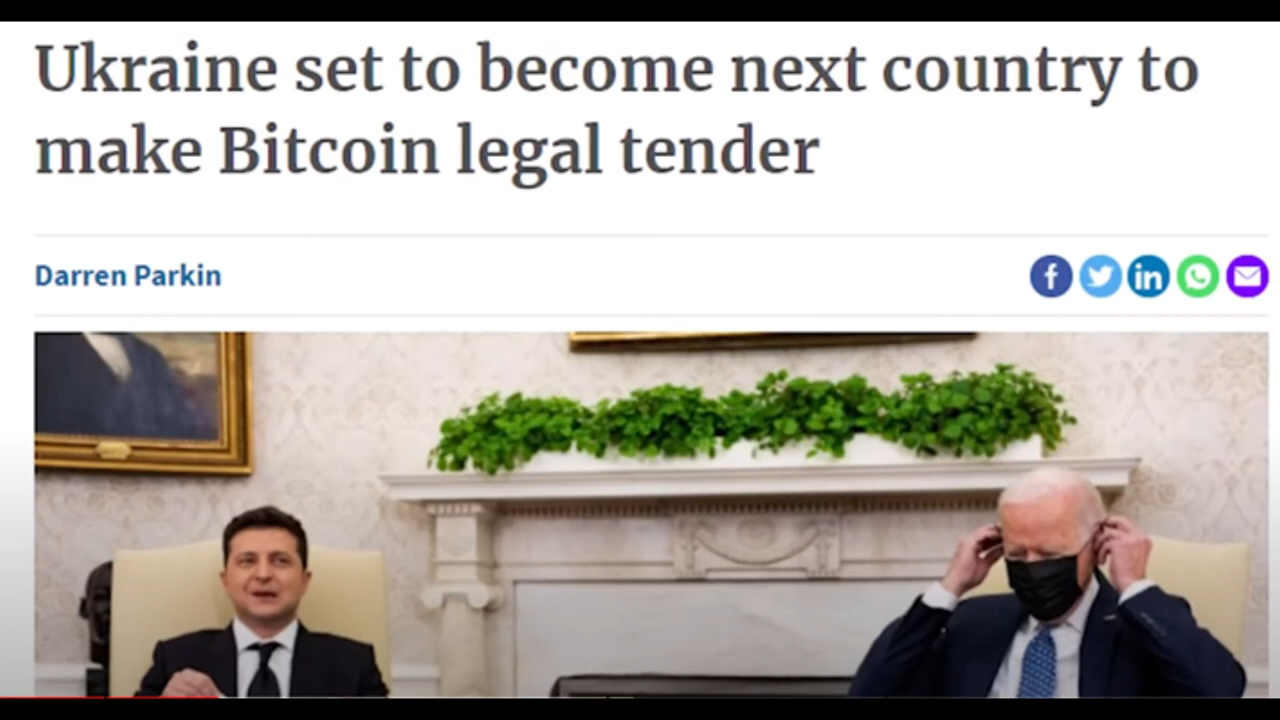 Ukraine set to become next country to
make Bitcoin legal tender
Darren Parkin